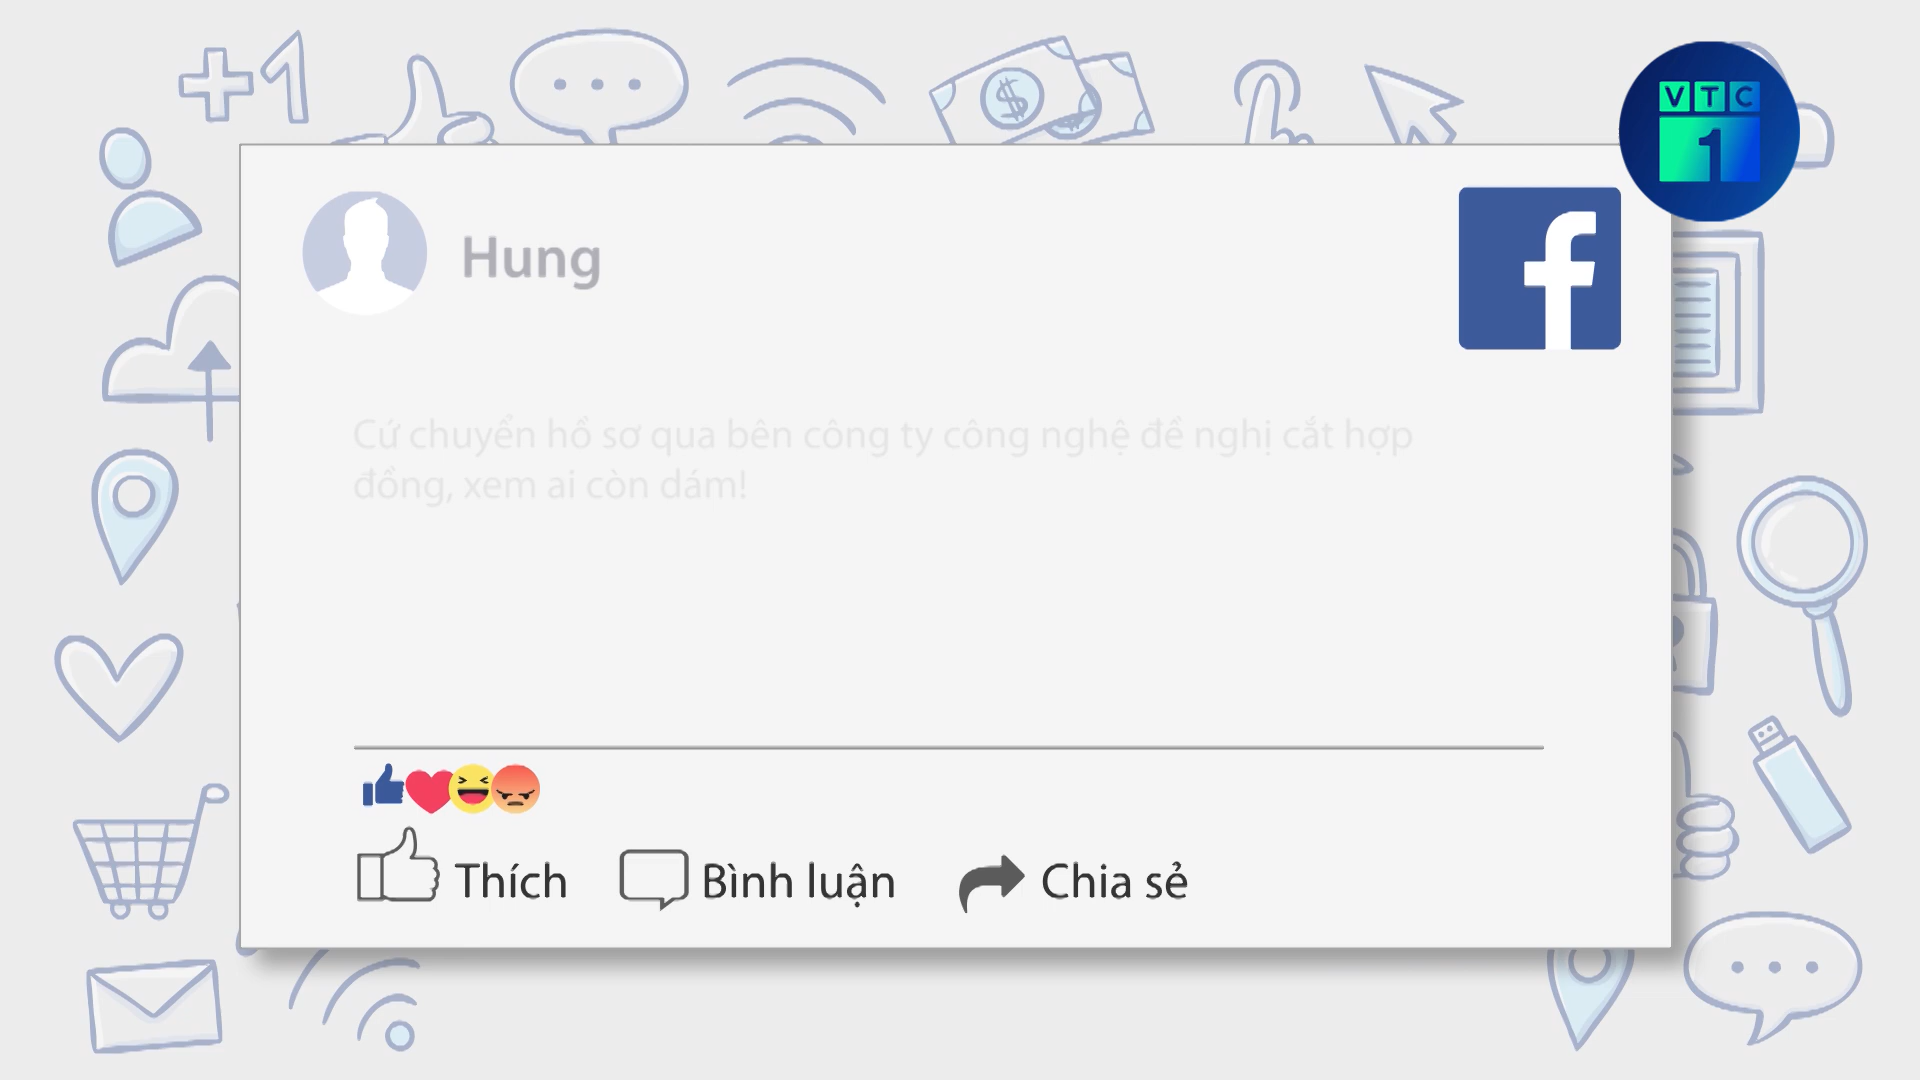 +1
VTC
1
Hung
f
Cứ chuyển hồ sơ qua bên công ty công nghệ đề nghị cắt hợp
đồng, xem ai còn dám!
Thích
Bình luận
Chia sẻ